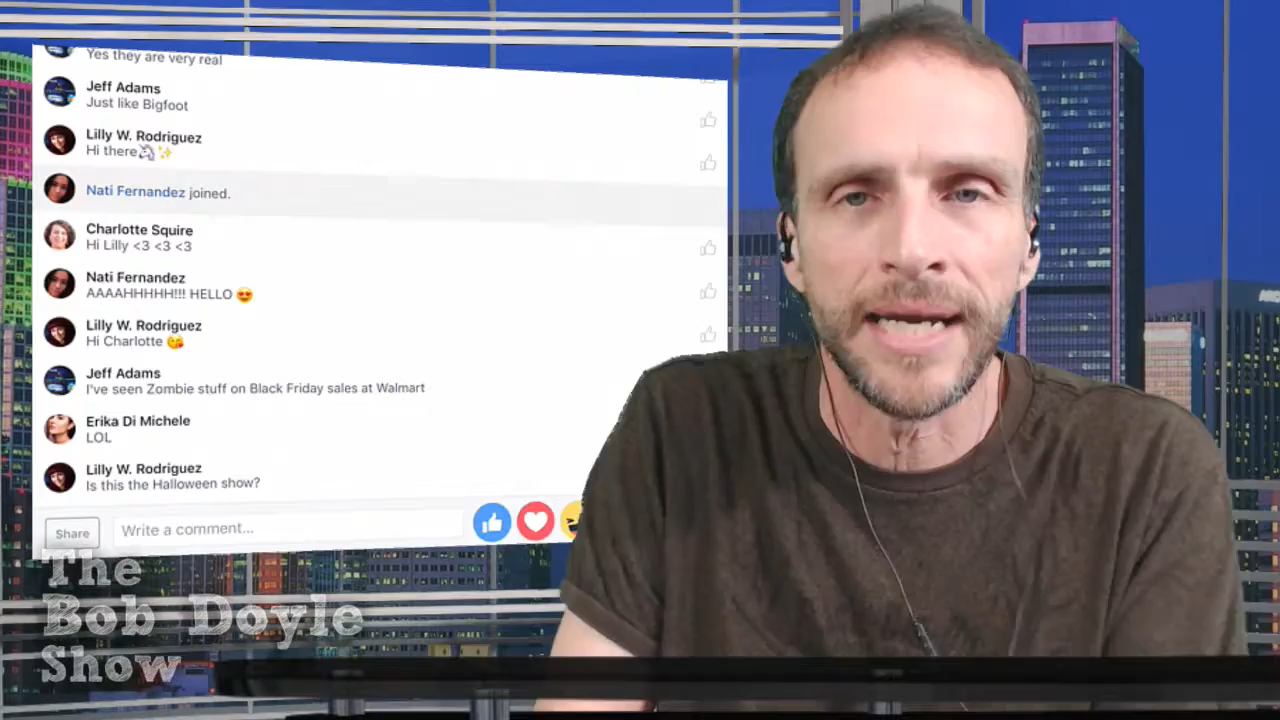 Yes they are very real
Jeff Adams
Just like Bigfoot
Lilly W. Rodriguez
Hi there🦄✨
Nati Fernandez joined.
Charlotte Squire
Hi Lilly <3 <3 <3
Nati Fernandez
AAAAHHHHH!!! HELLO 😍
Lilly W. Rodriguez
Hi Charlotte 😘
Jeff Adams
I've seen Zombie stuff on Black Friday sales at Walmart
Erika Di Michele
LOL
Lilly W. Rodriguez
Is this the Halloween show?
Share
Write a comment...
The
Bob Doyle
Show